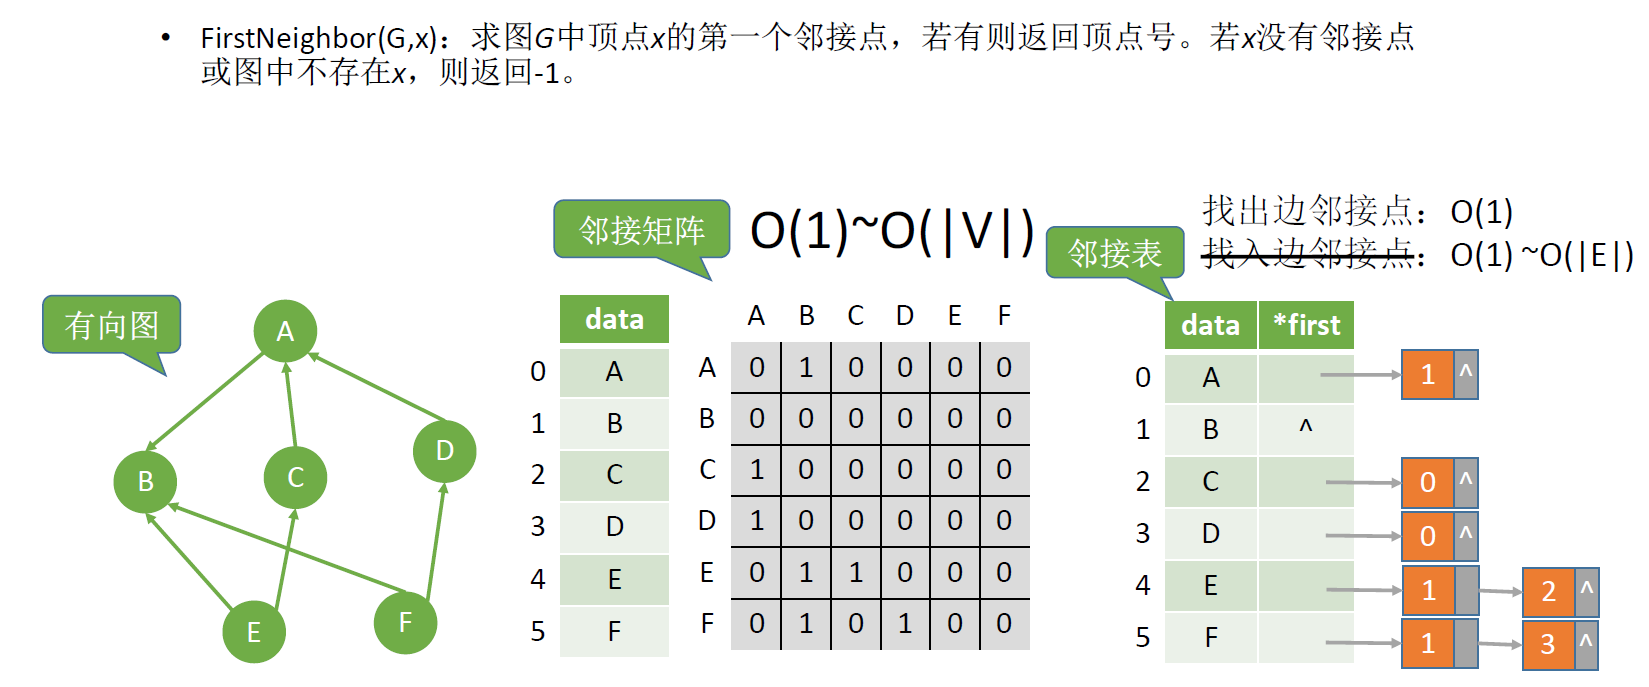 • FirstNeighbor(G,x)：求图G中顶点x的第一个邻接点，若有则返回顶点号。若x没有邻接点
或图中不存在x，则返回-1。
邻接矩阵
O(1)~O(|V|)
找出边邻接点：O(1)
邻接表
找入边邻接点：O(1) ~O(|E|)
有向图
A
B
C
D
E
F
data
0 A
1 B
2 C
3 D
4 E
5 F
A B C D E F
A 0 1 0 0 0 0
B 0 0 0 0 0 0
C 1 0 0 0 0 0
D 1 0 0 0 0 0
E 0 1 1 0 0 0
F 0 1 0 1 0 0
data *first
0 A 1 ^
1 B ^
2 C 0 ^
3 D 0 ^
4 E 1 2 ^
5 F 1 3 ^